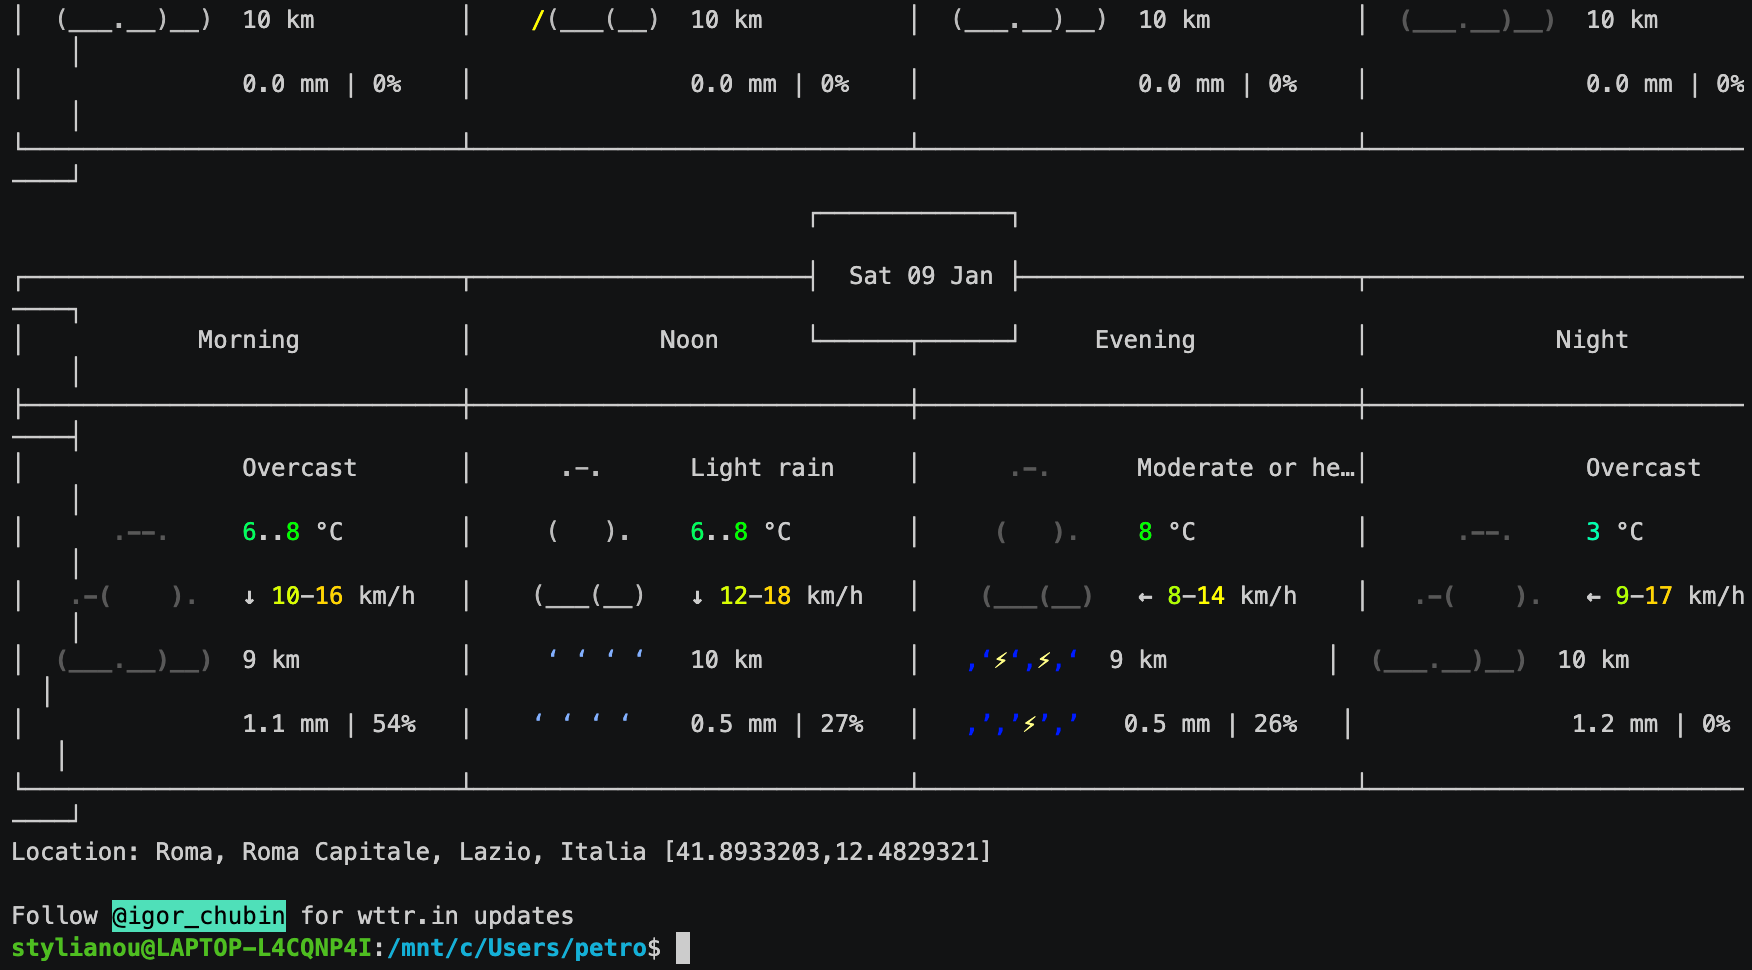 10 km 10 km 10 km 10 km
0.0 mm | 0% 0.0 mm | 0% 0.0 mm | 0% 0.0 mm | 0%
Sat 09 Jan
Morning Noon Evening Night
Overcast Light rain Moderate or he… Overcast
6..8 °C 6..8 °C 8 °C 3 °C
↓ 10-16 km/h ↓ 12-18 km/h ← 8-14 km/h ← 9-17 km/h
9 km 10 km 9 km 10 km
1.1 mm | 54% 0.5 mm | 27% 0.5 mm | 26% 1.2 mm | 0%
Location: Roma, Roma Capitale, Lazio, Italia [41.8933203,12.4829321]
Follow @igor_chubin for wttr.in updates
stylianou@LAPTOP-L4CQNP4I:/mnt/c/Users/petro$